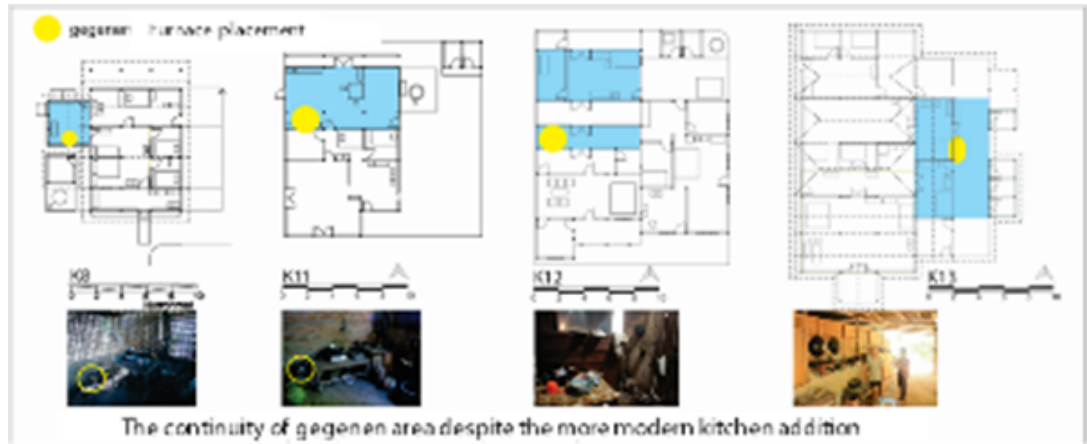 gegenen Furnace placement
K8
K11
K12
K13
The continuity of gegenen area despite the more modern kitchen addition